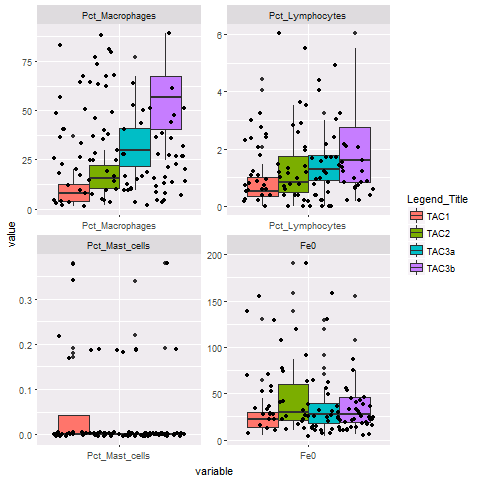 Pct_Macrophages
Pct_Lymphocytes
75
50
25
0
6
4
2
0
Pct_Macrophages
Pct_Lymphocytes
value
Pct_Mast_cells
Fe0
0.3
0.2
0.1
0.0
200
150
100
50
0
Pct_Mast_cells
Fe0
variable
Legend_Title
TAC1
TAC2
TAC3a
TAC3b